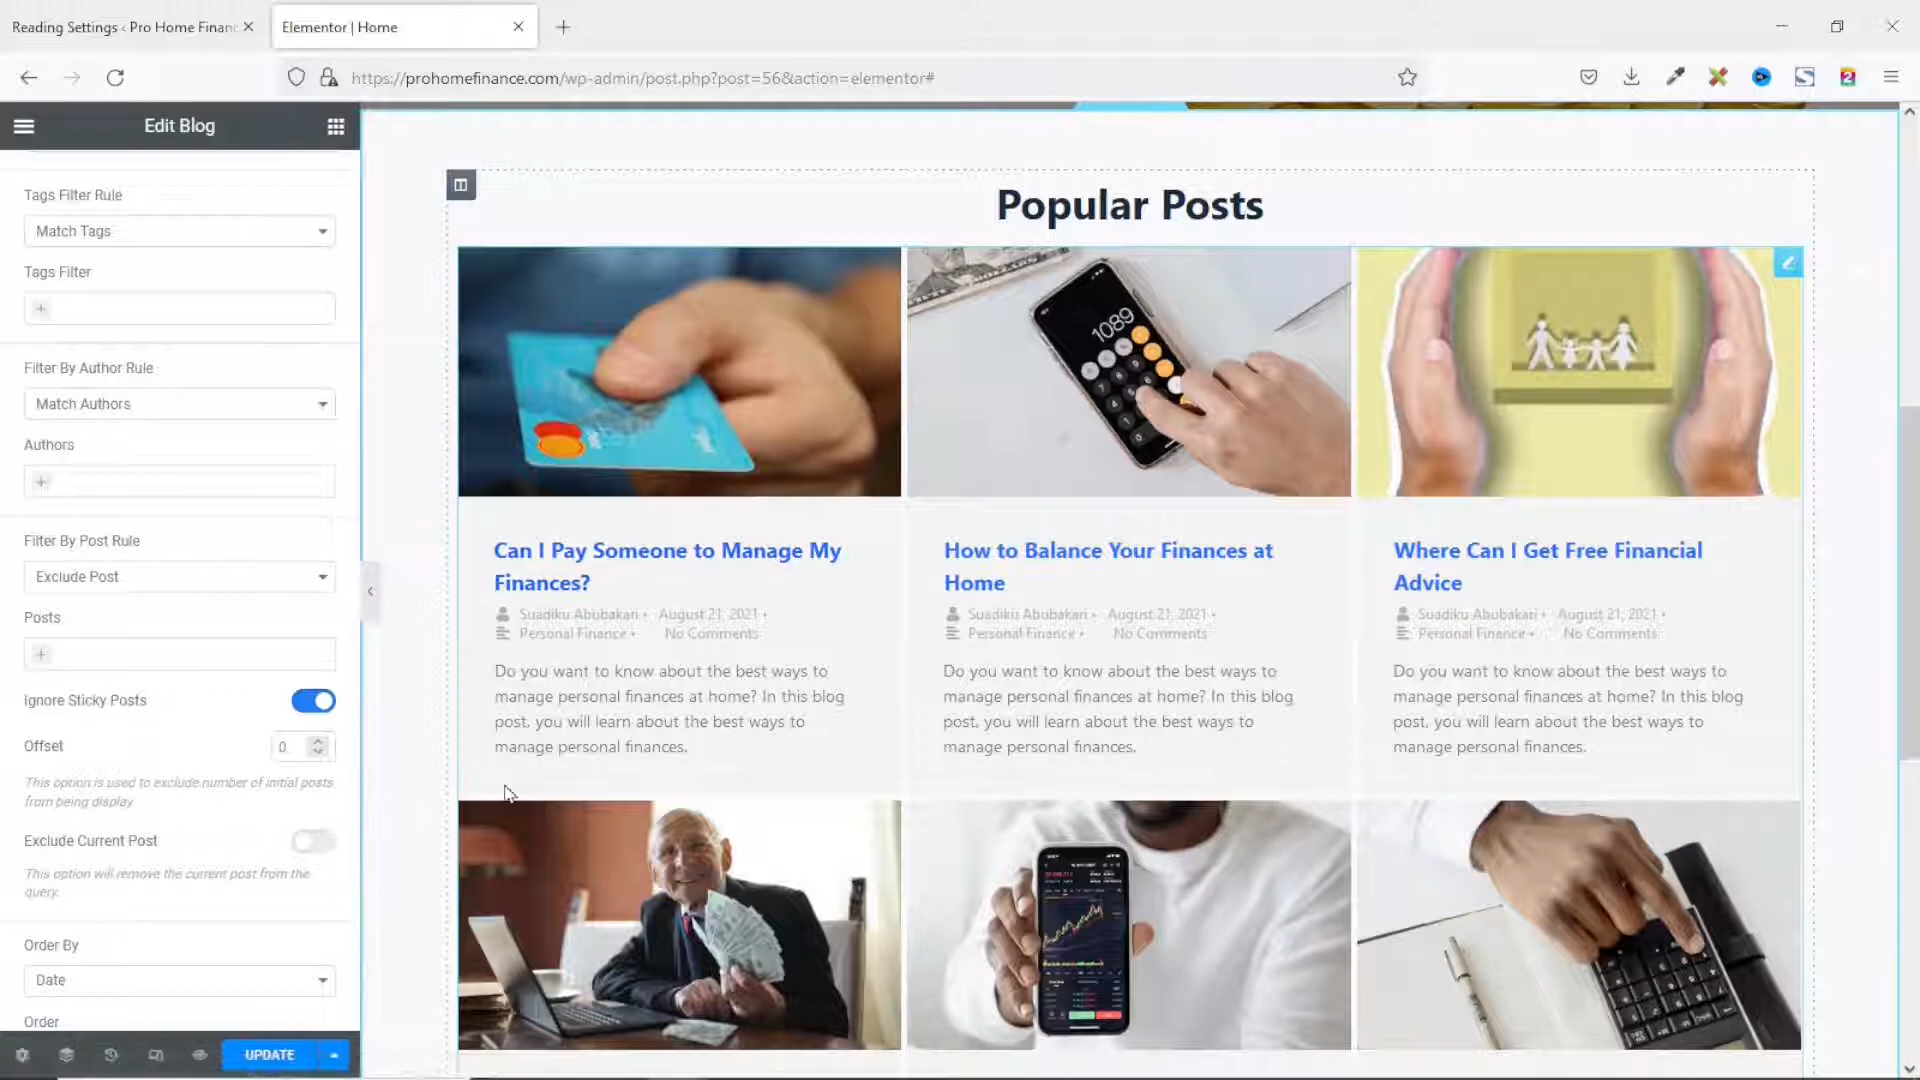 Reading Settings ‹ Pro Home Financ
Elementor | Home
https://prohomefinance.com/wp-admin/post.php?post=56&action=elementor#
Edit Blog
Tags Filter Rule
Match Tags
Tags Filter
Filter By Author Rule
Match Authors
Authors
Filter By Post Rule
Exclude Post
Posts
Ignore Sticky Posts
Offset
0
This option is used to exclude number of initial posts
from being display.
Exclude Current Post
This option will remove the current post from the
query.
Order By
Date
Order
UPDATE
Popular Posts
1089
Can I Pay Someone to Manage My
Finances?
Suadiku Abubakari • August 21, 2021 •
Personal Finance • No Comments
Do you want to know about the best ways to
manage personal finances at home? In this blog
post, you will learn about the best ways to
manage personal finances.
How to Balance Your Finances at
Home
Suadiku Abubakari • August 21, 2021 •
Personal Finance • No Comments
Do you want to know about the best ways to
manage personal finances at home? In this blog
post, you will learn about the best ways to
manage personal finances.
Where Can I Get Free Financial
Advice
Suadiku Abubakari • August 21, 2021 •
Personal Finance • No Comments
Do you want to know about the best ways to
manage personal finances at home? In this blog
post, you will learn about the best ways to
manage personal finances.